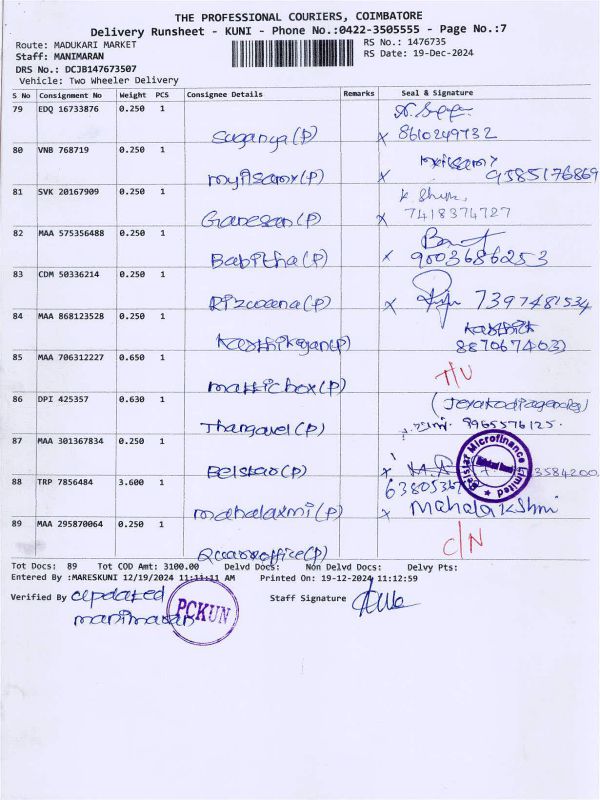 THE PROFESSIONAL COURIERS, COIMBATORE
Delivery Runsheet - KUNI - Phone No.:0422-3505555 - Page No.:7
Route: MADUKARI MARKET RS No.: 1476735
Staff: MANIMARAN RS Date: 19-Dec-2024
DRS No.: DCJB147673507
Vehicle: Two Wheeler Delivery
S No Consignment No Weight PCS Consignee Details Remarks Seal & Signature
79 EDQ 16733876 0.250 1
Suganya(P) x 8610249732
80 VNB 768719 0.250 1
mylisamy(P) x 9585176869
81 SVK 20167909 0.250 1
Ganesan(P) x 7418374727
82 MAA 575356488 0.250 1
Babitha(P) x 9003686253
83 CDM 50336214 0.250 1
Rizwana(P) x 7397481534
84 MAA 868123528 0.250 1 Karthik
Karthikeyan(P) 8870674033
85 MAA 706312227 0.650 1
matticbox(P)
86 DPI 425357 0.630 1
Thangavel(P) 9965576125.
87 MAA 301367834 0.250 1
Belstar(P) x
Belstar Microfinance Limited
88 TRP 7856484 3.600 1
mahalaxmi(P) x Mahalakshmi
89 MAA 295870064 0.250 1 C/N
Tot Docs: 89 Tot COD Amt: 3100.00 Delvd Docs: Non Delvd Docs: Delvy Pts:
Entered By :MARESKUNI 12/19/2024 11:11:11 AM Printed On: 19-12-2024 11:12:59
Verified By updated Staff Signature
manimaran
PCKUN